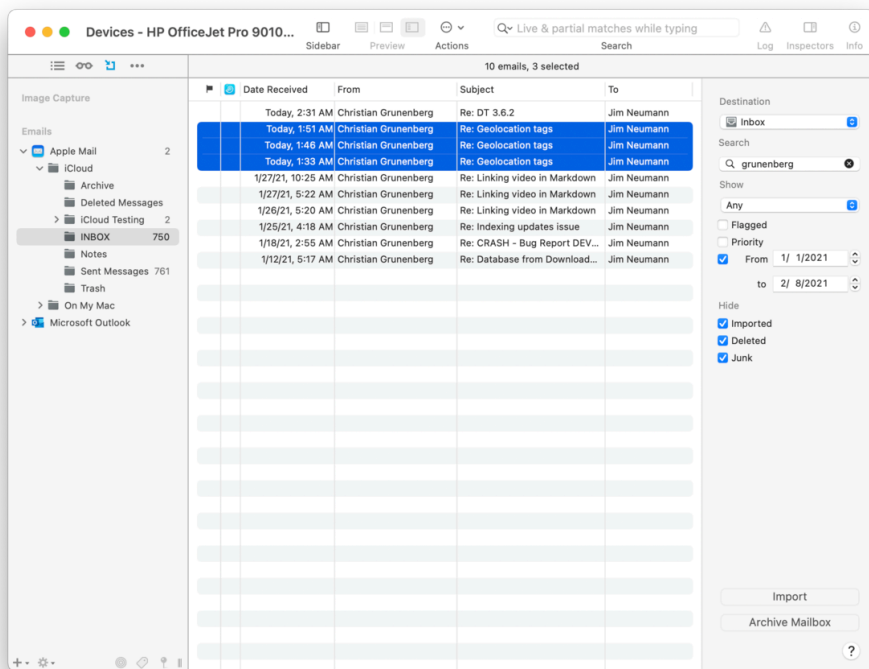 Devices - HP OfficeJet Pro 9010...
Sidebar
Preview
Actions
Live & partial matches while typing
Search
Log
Inspectors
Info
10 emails, 3 selected
Image Capture
Emails
Apple Mail 2
iCloud
Archive
Deleted Messages
iCloud Testing 2
INBOX 750
Notes
Sent Messages 761
Trash
On My Mac
Microsoft Outlook
Date Received From Subject To
Today, 2:31 AM Christian Grunenberg Re: DT 3.6.2 Jim Neumann
Today, 1:51 AM Christian Grunenberg Re: Geolocation tags Jim Neumann
Today, 1:46 AM Christian Grunenberg Re: Geolocation tags Jim Neumann
Today, 1:33 AM Christian Grunenberg Re: Geolocation tags Jim Neumann
1/27/21, 10:25 AM Christian Grunenberg Re: Linking video in Markdown Jim Neumann
1/27/21, 5:22 AM Christian Grunenberg Re: Linking video in Markdown Jim Neumann
1/26/21, 5:20 AM Christian Grunenberg Re: Linking video in Markdown Jim Neumann
1/25/21, 4:18 AM Christian Grunenberg Re: Indexing updates issue Jim Neumann
1/18/21, 2:55 AM Christian Grunenberg Re: CRASH - Bug Report DEV... Jim Neumann
1/12/21, 5:17 AM Christian Grunenberg Re: Database from Download... Jim Neumann
Destination
Inbox
Search
grunenberg
Show
Any
Flagged
Priority
From 1/ 1/2021
to 2/ 8/2021
Hide
Imported
Deleted
Junk
Import
Archive Mailbox
?